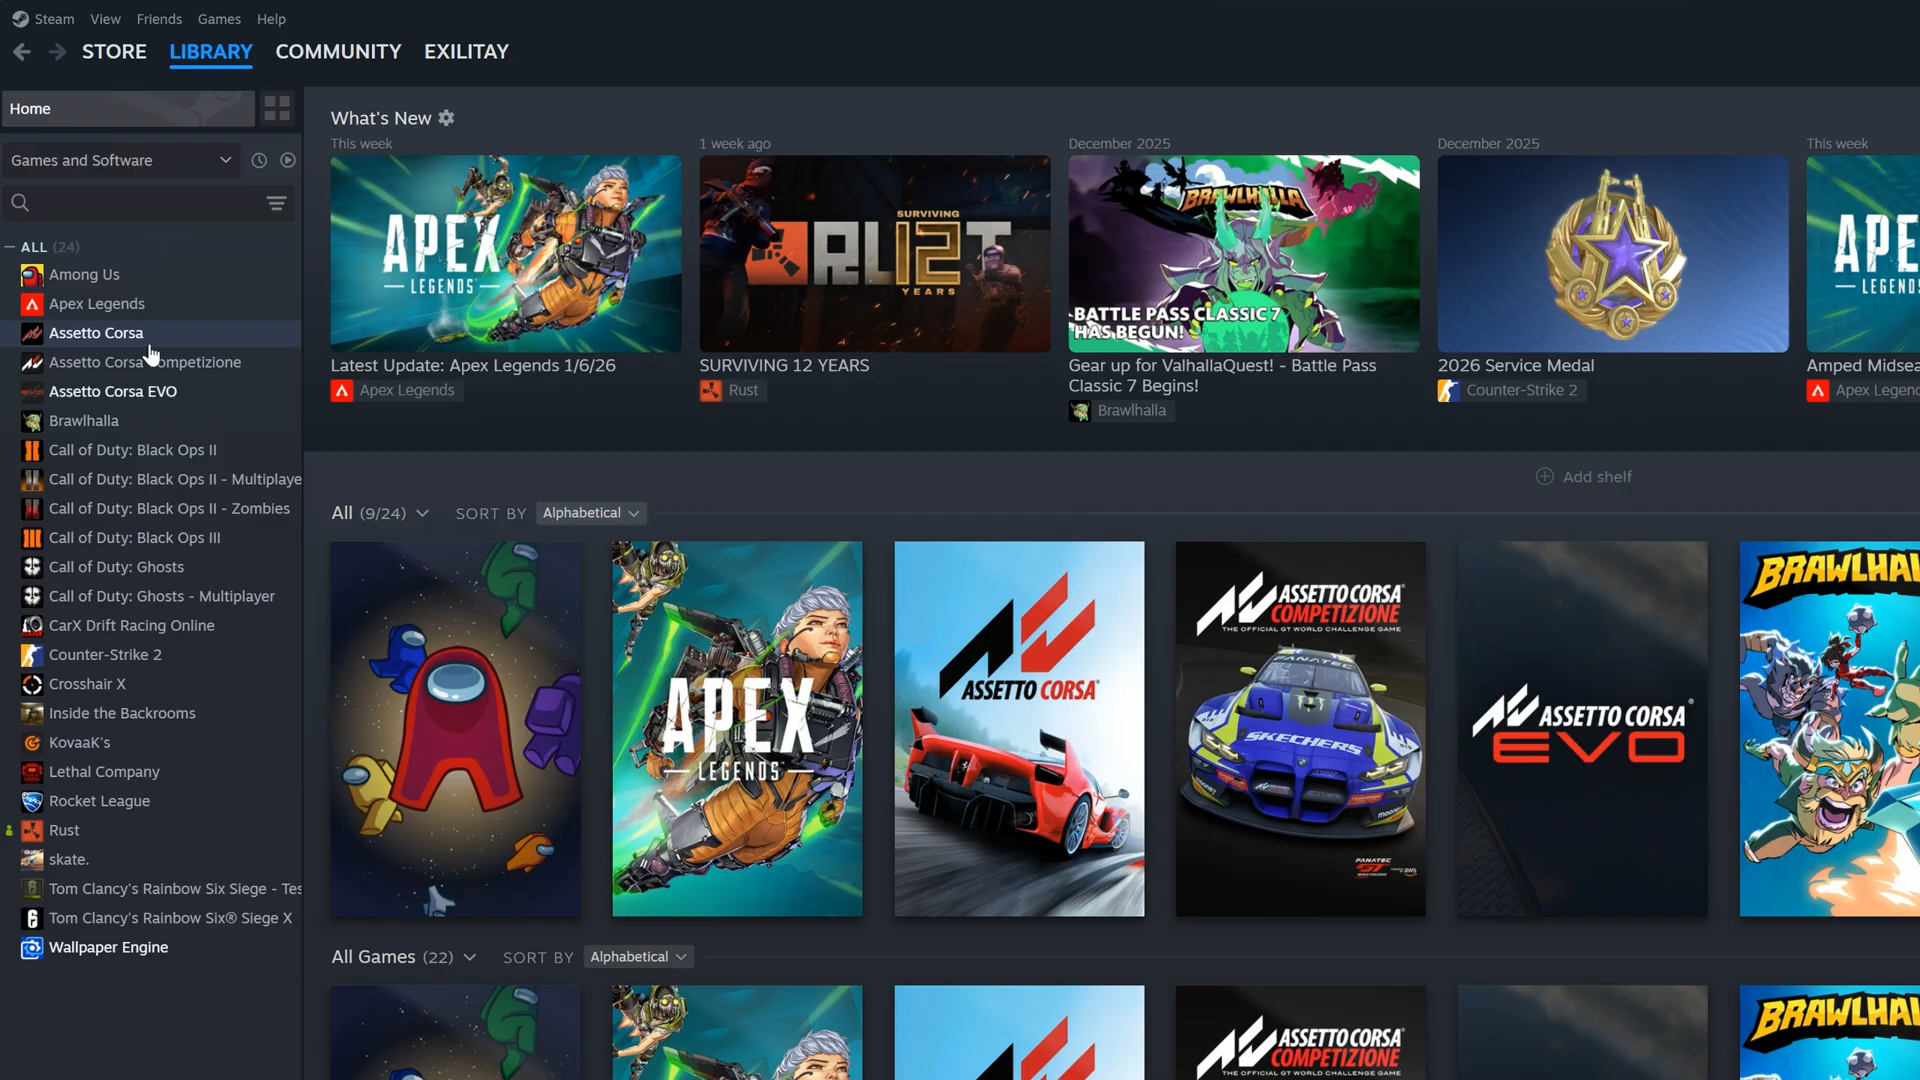 Steam View Friends Games Help
STORE LIBRARY COMMUNITY EXILITAY
Home
Games and Software
ALL (24)
Among Us
Apex Legends
Assetto Corsa
Assetto Corsa Competizione
Assetto Corsa EVO
Brawlhalla
Call of Duty: Black Ops II
Call of Duty: Black Ops II - Multiplaye
Call of Duty: Black Ops II - Zombies
Call of Duty: Black Ops III
Call of Duty: Ghosts
Call of Duty: Ghosts - Multiplayer
CarX Drift Racing Online
Counter-Strike 2
Crosshair X
Inside the Backrooms
KovaaK's
Lethal Company
Rocket League
Rust
skate.
Tom Clancy's Rainbow Six Siege - Tes
Tom Clancy's Rainbow Six® Siege X
Wallpaper Engine
What's New
This week
APEX
LEGENDS
Latest Update: Apex Legends 1/6/26
Apex Legends
1 week ago
SURVIVING
RU12T
YEARS
SURVIVING 12 YEARS
Rust
December 2025
BRAWLHALLA
BATTLE PASS CLASSIC 7
HAS BEGUN!
Gear up for ValhallaQuest! - Battle Pass
Classic 7 Begins!
Brawlhalla
December 2025
2026 Service Medal
Counter-Strike 2
This week
APE
LEGENDS
Amped Midsea
Apex Legend
Add shelf
All (9/24) SORT BY Alphabetical
APEX
LEGENDS
ASSETTO CORSA
ASSETTO CORSA
COMPETIZIONE
THE OFFICIAL GT WORLD CHALLENGE GAME
FANATEC
SKECHERS
FANATEC
GT
aws
ASSETTO CORSA
EVO
BRAWLHAL
All Games (22) SORT BY Alphabetical
ASSETTO CORSA
COMPETIZIONE
THE OFFICIAL GT WORLD CHALLENGE GAME
BRAWLHAL